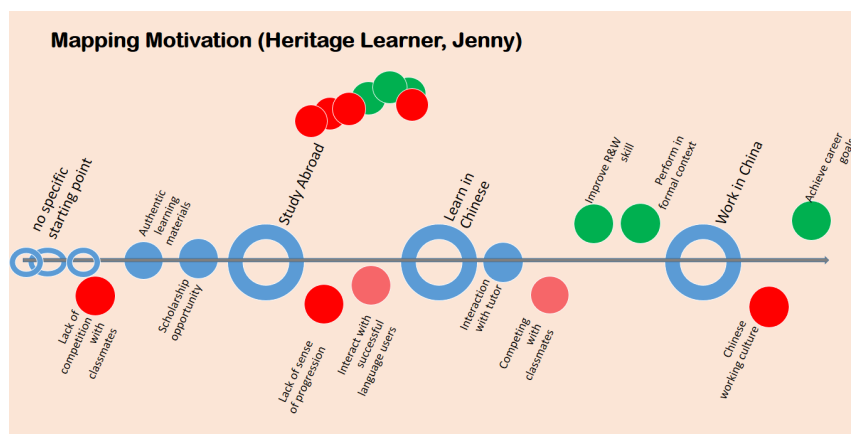 Mapping Motivation (Heritage Learner, Jenny)
no specific
starting point
Lack of
competition
with
classmates
Authentic
learning
materials
Scholarship
opportunity
Study Abroad
Lack of sense
of progression
Interact with
successful
language users
Learn in
Chinese
Interaction
with tutor
Competing
with
classmates
Improve R&W
skill
Perform in
formal context
Work in China
Chinese
working culture
Achieve career
goals